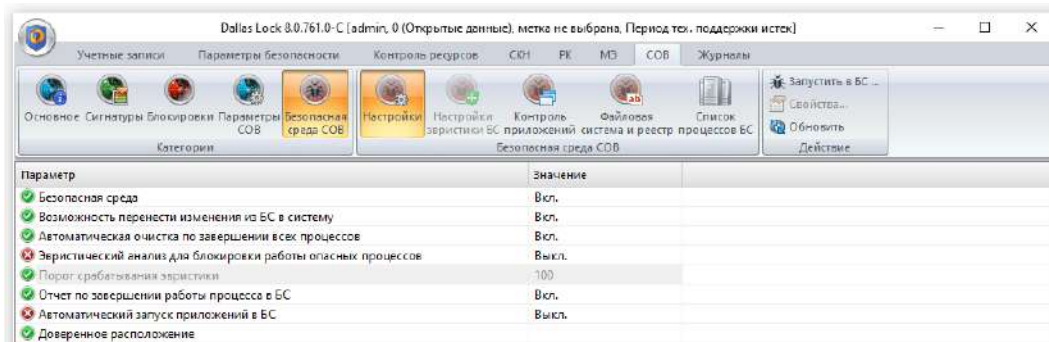 Dallas Lock 8.0.761.0-C [admin, 0 (Открытые данные), метка не выбрана, Период тех. поддержки истек]
Учетные записи Параметры безопасности Контроль ресурсов СКН РК МЭ СОВ Журналы
Основное Сигнатуры Блокировки Параметры СОВ Безопасная среда СОВ
Категории
Настройки Настройки эвристики БС Контроль приложений Файловая система и реестр Список процессов БС
Безопасная среда СОВ
Запустить в БС ...
Свойства...
Обновить
Действие
Параметр Значение
Безопасная среда Вкл.
Возможность перенести изменения из БС в систему Вкл.
Автоматическая очистка по завершении всех процессов Вкл.
Эвристический анализ для блокировки работы опасных процессов Выкл.
Порог срабатывания эвристики 100
Отчет по завершении работы процесса в БС Вкл.
Автоматический запуск приложений в БС Выкл.
Доверенное расположение